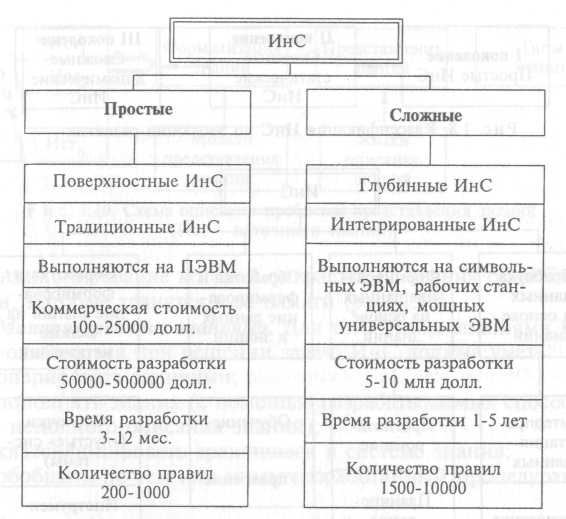 ИнС
Простые
Сложные
Поверхностные ИнС
Традиционные ИнС
Выполняются на ПЭВМ
Коммерческая стоимость
100-25000 долл.
Стоимость разработки
50000-500000 долл.
Время разработки
3-12 мес.
Количество правил
200-1000
Глубинные ИнС
Интегрированные ИнС
Выполняются на символь-
ных ЭВМ, рабочих стан-
циях, мощных
универсальных ЭВМ
Стоимость разработки
5-10 млн долл.
Время разработки 1-5 лет
Количество правил
1500-10000